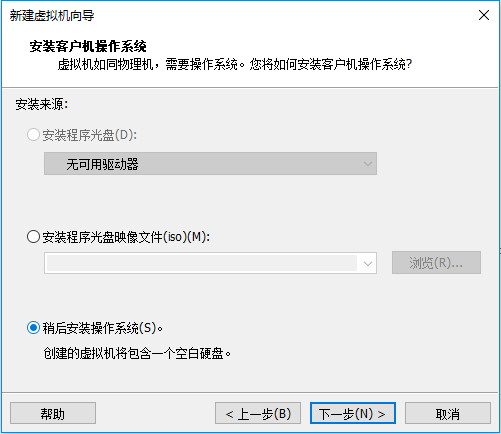 新建虚拟机向导
安装客户机操作系统
虚拟机如同物理机，需要操作系统。您将如何安装客户机操作系统?
安装来源:
安装程序光盘(D):
无可用驱动器
安装程序光盘映像文件(iso)(M):
浏览(R)...
稍后安装操作系统(S)。
创建的虚拟机将包含一个空白硬盘。
帮助
< 上一步(B)
下一步(N) >
取消